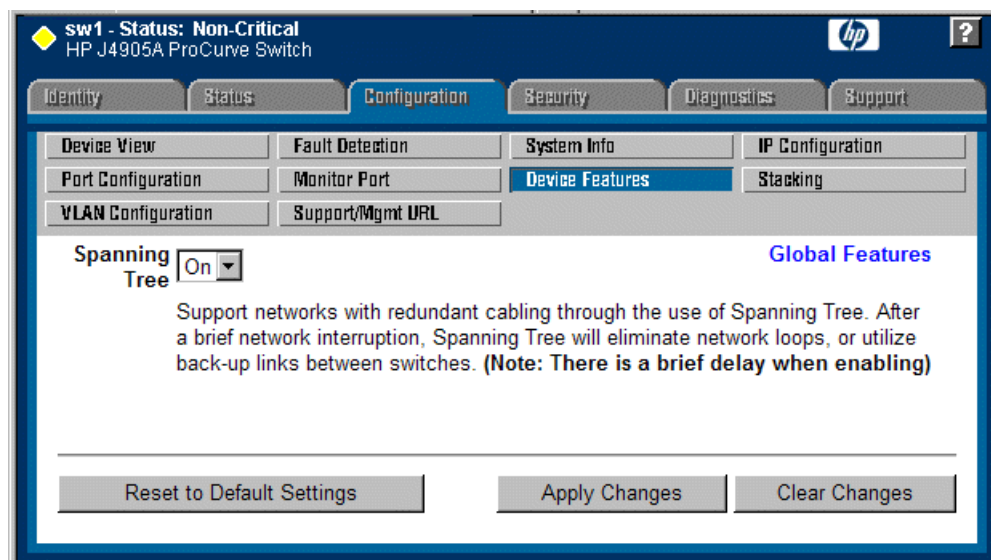 sw1 - Status: Non-Critical
HP J4905A ProCurve Switch
hp
?
Identity Status Configuration Security Diagnostics Support
Device View Fault Detection System Info IP Configuration
Port Configuration Monitor Port Device Features Stacking
VLAN Configuration Support/Mgmt URL
Spanning Tree On Global Features
Support networks with redundant cabling through the use of Spanning Tree. After
a brief network interruption, Spanning Tree will eliminate network loops, or utilize
back-up links between switches. (Note: There is a brief delay when enabling)
Reset to Default Settings Apply Changes Clear Changes